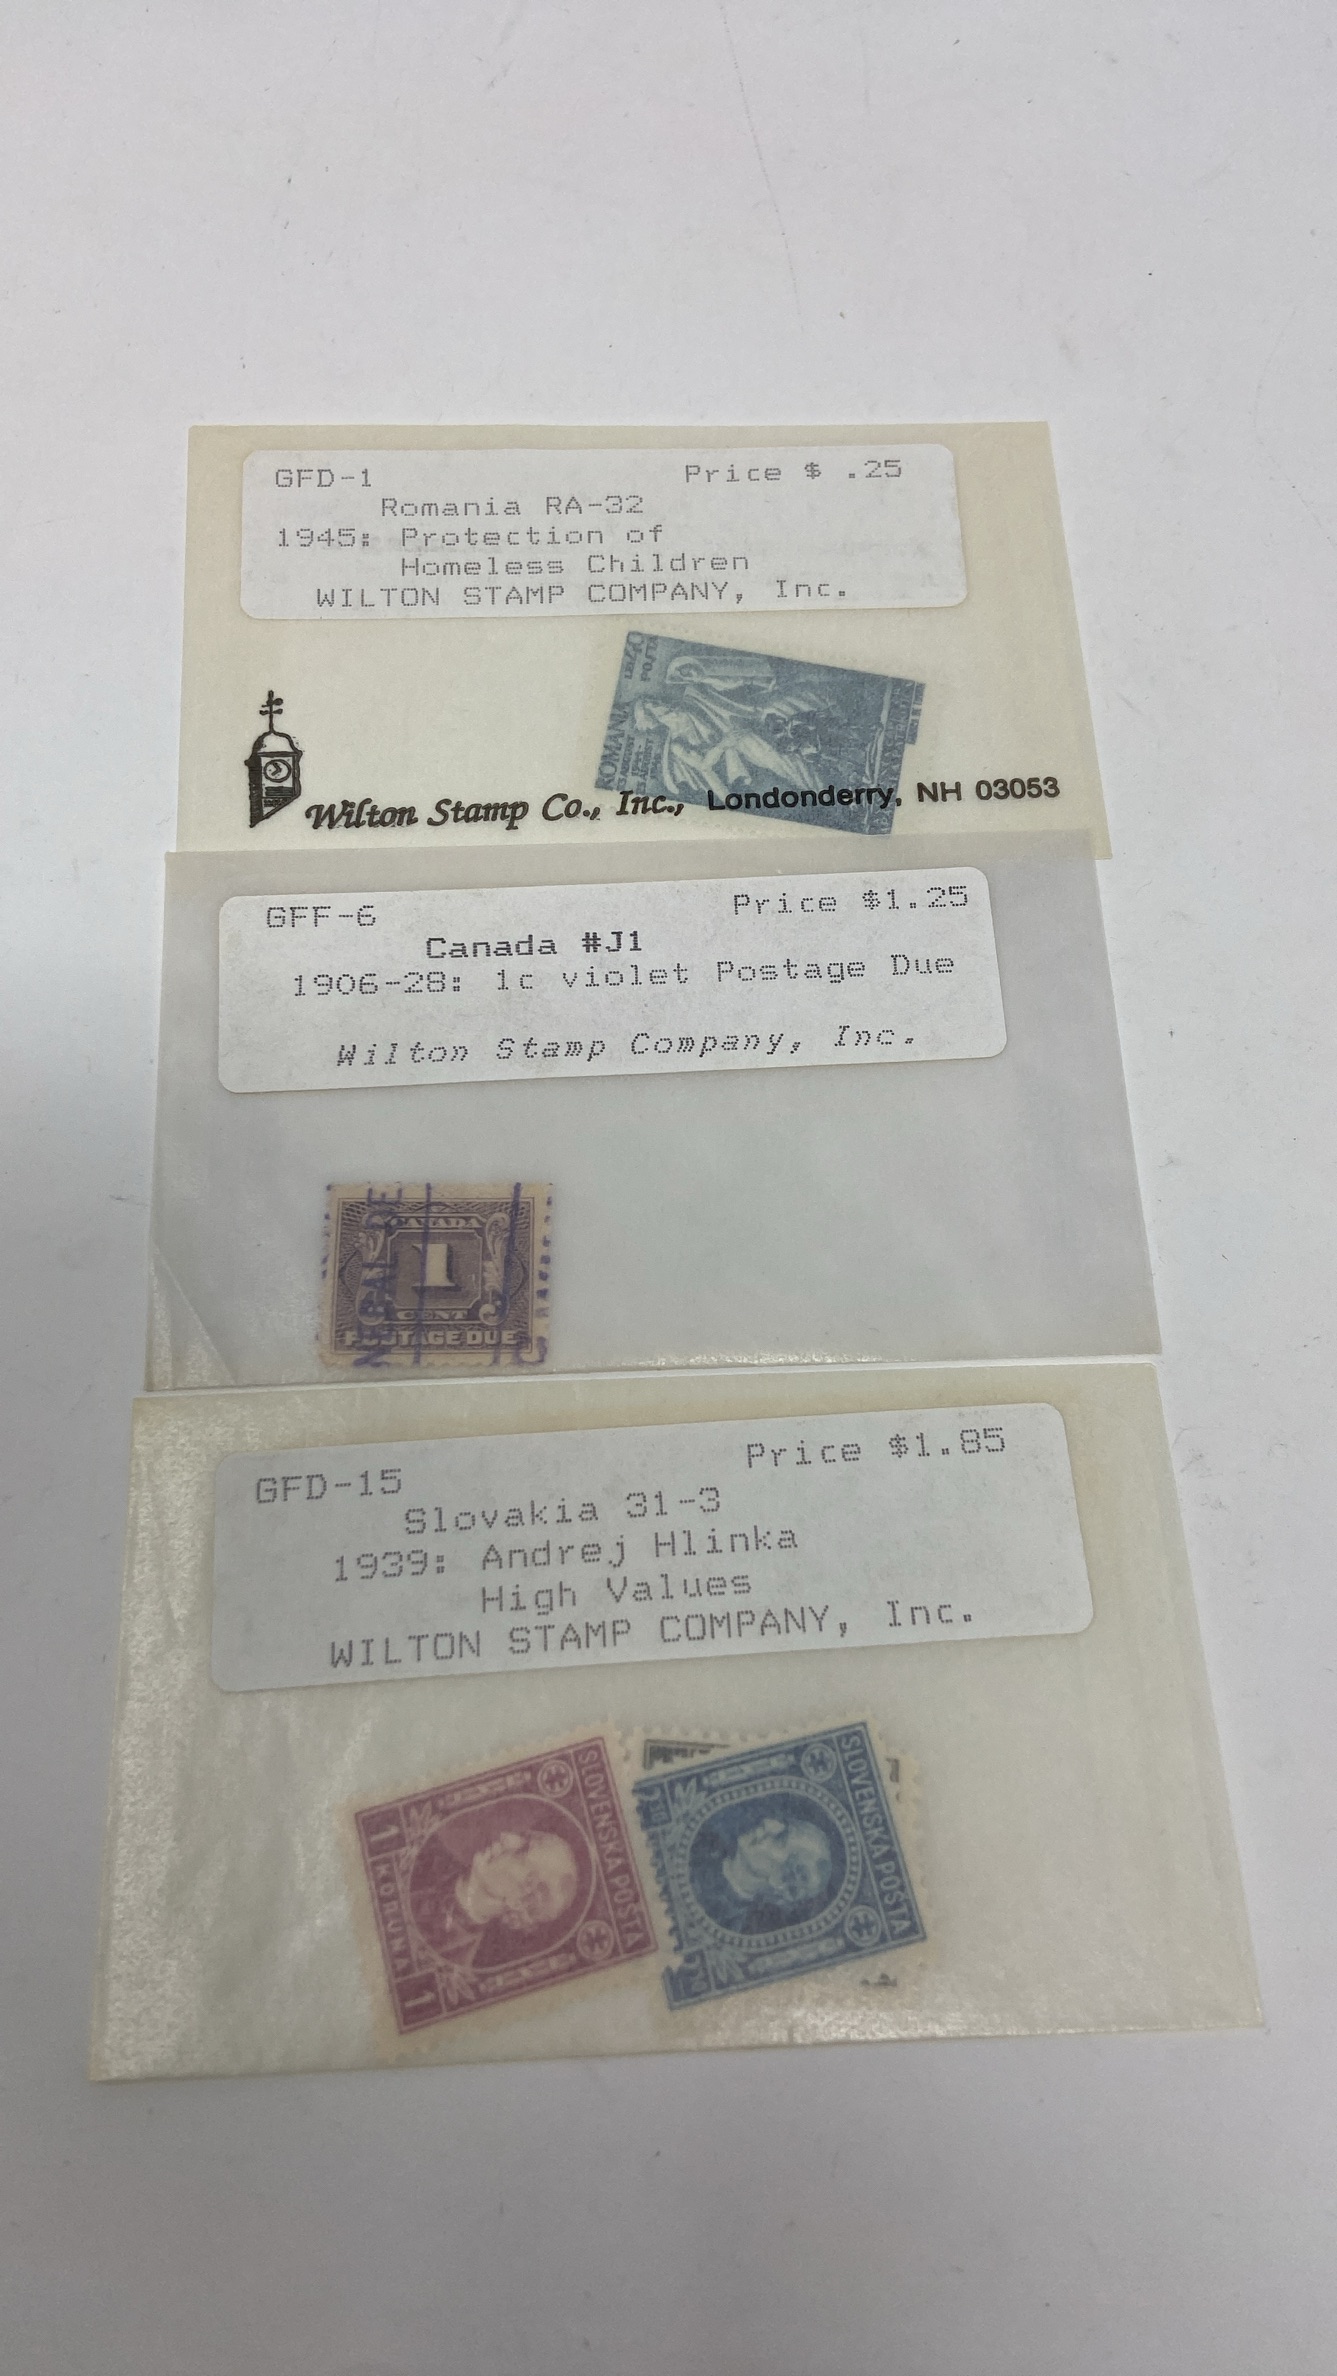 GFD-1 Price $ .25
Romania RA-32
1945: Protection of
Homeless Children
WILTON STAMP COMPANY, Inc.
POSTA
ROMANIA
Wilton Stamp Co., Inc., Londonderry, NH 03053
GFF-6 Price $1.25
Canada #J1
1906-28: 1c violet Postage Due
Wilton Stamp Company, Inc.
CANADA
1
CENT
POSTAGE DUE
GFD-15 Price $1.85
Slovakia 31-3
1939: Andrej Hlinka
High Values
WILTON STAMP COMPANY, Inc.
SLOVENSKA POŠTA
1 KORUNA 1
SLOVENSKA POŠTA